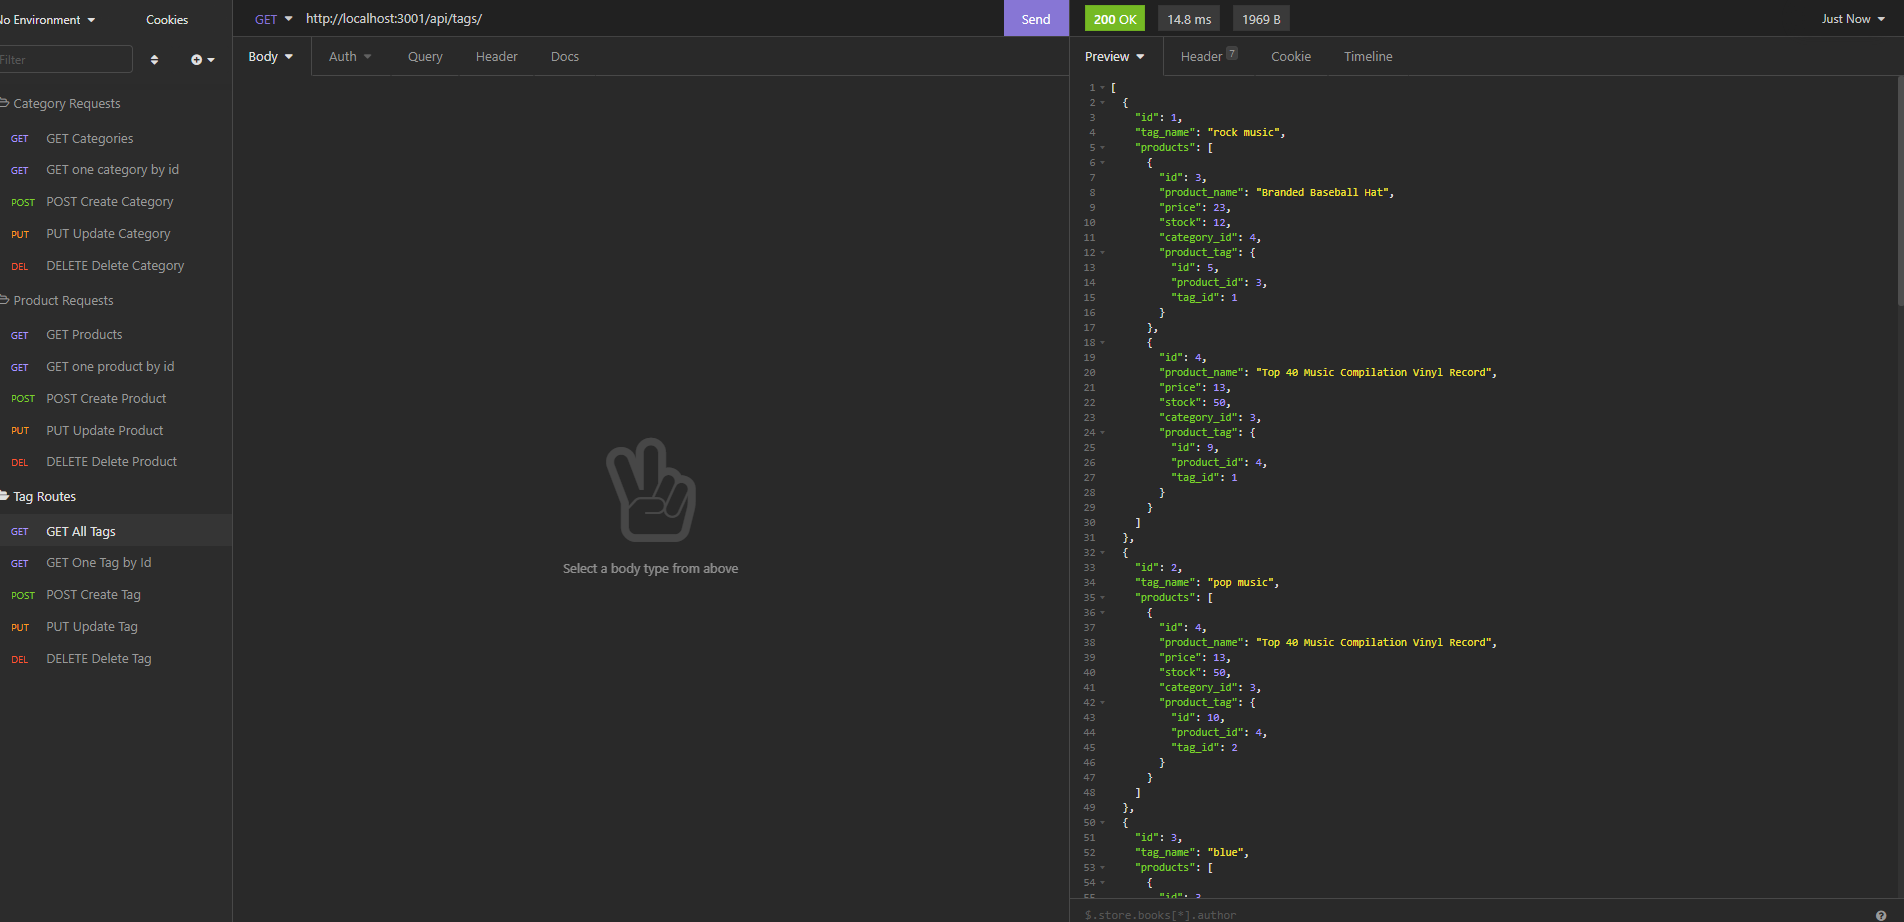 No Environment
Cookies
Filter
Category Requests
GET GET Categories
GET GET one category by id
POST POST Create Category
PUT PUT Update Category
DEL DELETE Delete Category
Product Requests
GET GET Products
GET GET one product by id
POST POST Create Product
PUT PUT Update Product
DEL DELETE Delete Product
Tag Routes
GET GET All Tags
GET GET One Tag by Id
POST POST Create Tag
PUT PUT Update Tag
DEL DELETE Delete Tag
GET http://localhost:3001/api/tags/ Send
Body Auth Query Header Docs
Select a body type from above
200 OK 14.8 ms 1969 B Just Now
Preview Header 7 Cookie Timeline
1 [
2 {
3 "id": 1,
4 "tag_name": "rock music",
5 "products": [
6 {
7 "id": 3,
8 "product_name": "Branded Baseball Hat",
9 "price": 23,
10 "stock": 12,
11 "category_id": 4,
12 "product_tag": {
13 "id": 5,
14 "product_id": 3,
15 "tag_id": 1
16 }
17 },
18 {
19 "id": 4,
20 "product_name": "Top 40 Music Compilation Vinyl Record",
21 "price": 13,
22 "stock": 50,
23 "category_id": 3,
24 "product_tag": {
25 "id": 9,
26 "product_id": 4,
27 "tag_id": 1
28 }
29 }
30 ]
31 },
32 {
33 "id": 2,
34 "tag_name": "pop music",
35 "products": [
36 {
37 "id": 4,
38 "product_name": "Top 40 Music Compilation Vinyl Record",
39 "price": 13,
40 "stock": 50,
41 "category_id": 3,
42 "product_tag": {
43 "id": 10,
44 "product_id": 4,
45 "tag_id": 2
46 }
47 }
48 ]
49 },
50 {
51 "id": 3,
52 "tag_name": "blue",
53 "products": [
54 {
55 "id": 3
$.store.books[*].author